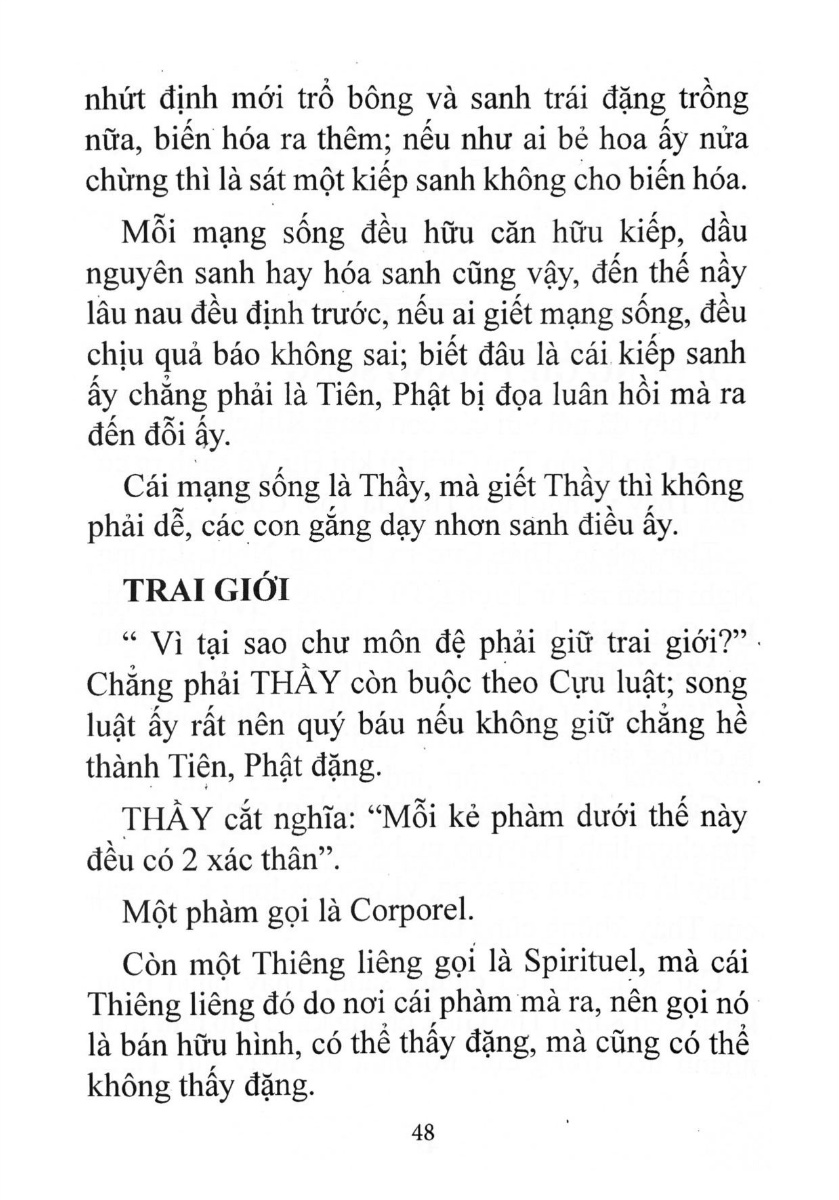 nhứt định mới trổ bông và sanh trái đặng trồng
nữa, biến hóa ra thêm; nếu như ai bẻ hoa ấy nửa
chừng thì là sát một kiếp sanh không cho biến hóa.
Mỗi mạng sống đều hữu căn hữu kiếp, dầu
nguyên sanh hay hóa sanh cũng vậy, đến thế nầy
lâu nau đều định trước, nếu ai giết mạng sống, đều
chịu quả báo không sai; biết đâu là cái kiếp sanh
ấy chẳng phải là Tiên, Phật bị đọa luân hồi mà ra
đến đỗi ấy.
Cái mạng sống là Thầy, mà giết Thầy thì không
phải dễ, các con gắng dạy nhơn sanh điều ấy.
TRAI GIỚI
“ Vì tại sao chư môn đệ phải giữ trai giới?”
Chẳng phải THẦY còn buộc theo Cựu luật; song
luật ấy rất nên quý báu nếu không giữ chẳng hề
thành Tiên, Phật đặng.
THẦY cắt nghĩa: “Mỗi kẻ phàm dưới thế này
đều có 2 xác thân”.
Một phàm gọi là Corporel.
Còn một Thiêng liêng gọi là Spirituel, mà cái
Thiêng liêng đó do nơi cái phàm mà ra, nên gọi nó
là bán hữu hình, có thể thấy đặng, mà cũng có thể
không thấy đặng.
48